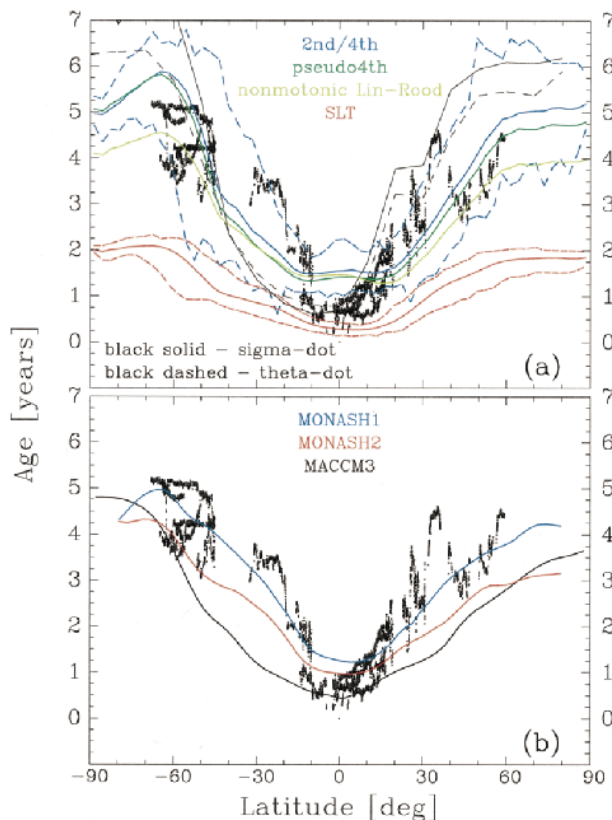 2nd/4th
pseudo4th
nonmotonic Lin-Rood
SLT
7 7
6 6
5 5
4 4
3 3
2 2
1 1
0 0
black solid - sigma-dot
black dashed - theta-dot
(a)
Age [years]
MONASH1
MONASH2
MACCM3
7 7
6 6
5 5
4 4
3 3
2 2
1 1
0 0
(b)
-90 -60 -30 0 30 60 90
Latitude [deg]